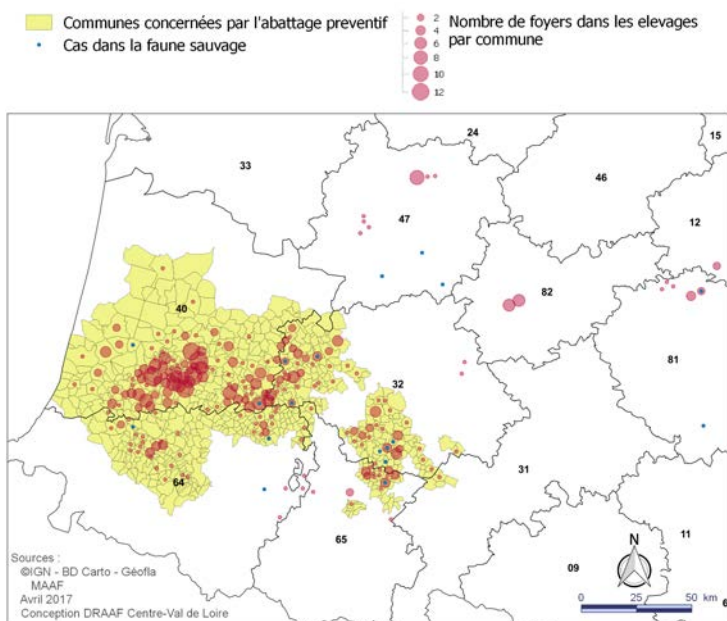 Communes concernées par l'abattage preventif
Cas dans la faune sauvage
2
4
6
8
10
12
Nombre de foyers dans les elevages
par commune
24
15
33
46
47
12
82
40
81
32
31
64
65
11
09
N
Sources :
©IGN - BD Carto - Géofla
MAAF
Avril 2017
Conception DRAAF Centre-Val de Loire
0 25 50 km
6